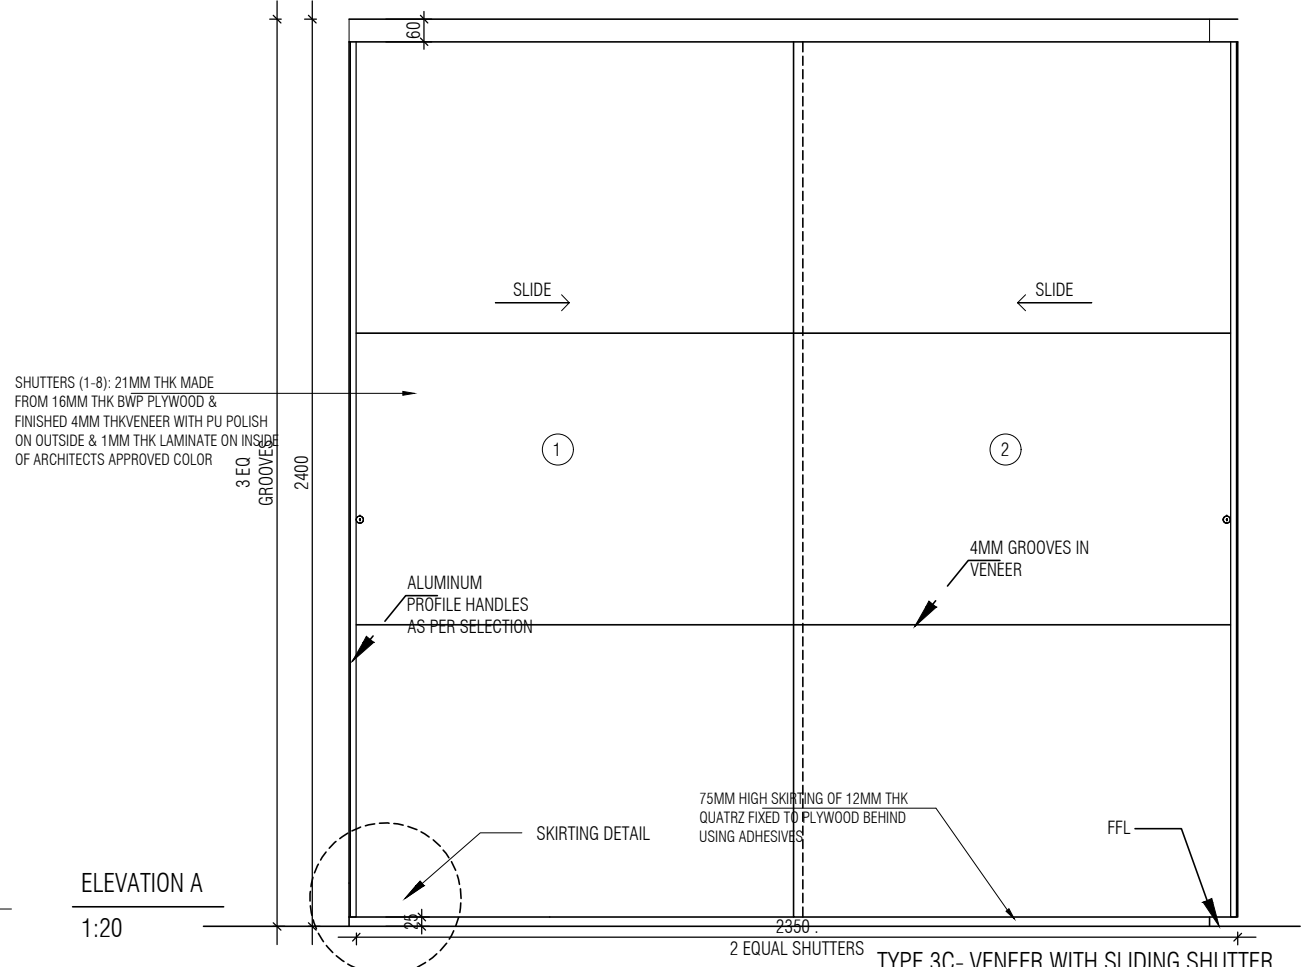 60
SLIDE
SLIDE
SHUTTERS (1-8): 21MM THK MADE
FROM 16MM THK BWP PLYWOOD &
FINISHED 4MM THKVENEER WITH PU POLISH
ON OUTSIDE & 1MM THK LAMINATE ON INSIDE
OF ARCHITECTS APPROVED COLOR
3 EQ
GROOVES
2400
1
2
4MM GROOVES IN
VENEER
ALUMINUM
PROFILE HANDLES
AS PER SELECTION
75MM HIGH SKIRTING OF 12MM THK
QUATRZ FIXED TO PLYWOOD BEHIND
USING ADHESIVES
SKIRTING DETAIL
FFL
ELEVATION A
1:20
25
2350 .
2 EQUAL SHUTTERS
TYPE 3C- VENEER WITH SLIDING SHUTTER